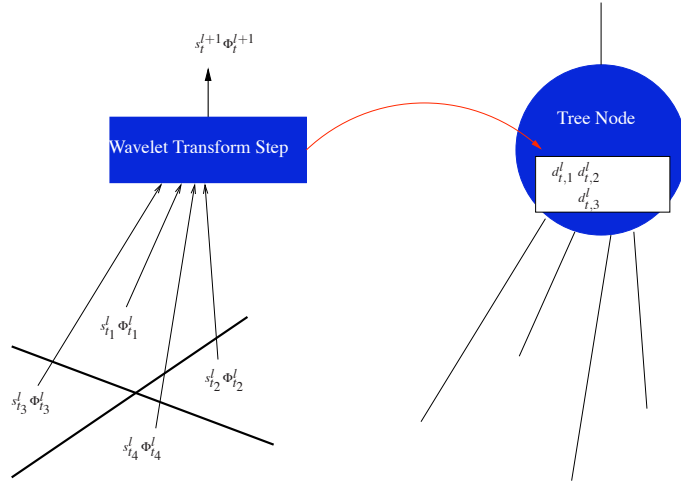 s_t^{l+1} Φ_t^{l+1}
Wavelet Transform Step
Tree Node
d_{t,1}^l d_{t,2}^l
d_{t,3}^l
s_{t_1}^l Φ_{t_1}^l
s_{t_2}^l Φ_{t_2}^l
s_{t_3}^l Φ_{t_3}^l
s_{t_4}^l Φ_{t_4}^l